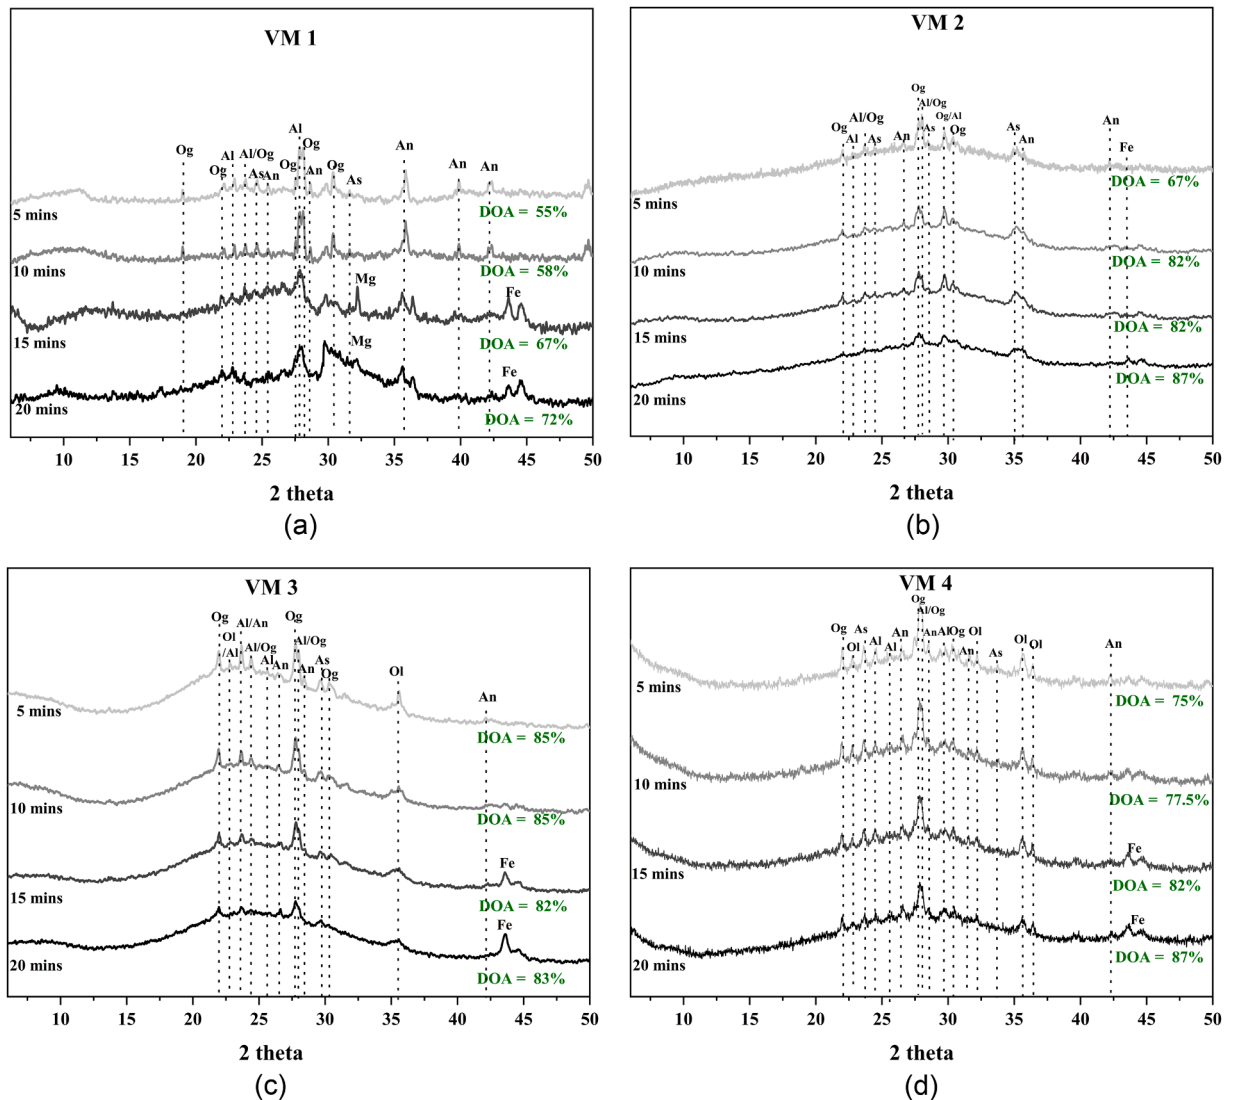 VM 1
Al
Og Al Al/Og Og
Og As An Og An Og As An An An
5 mins
DOA = 55%
10 mins
DOA = 58%
Mg Fe
15 mins
DOA = 67%
Mg Fe
20 mins
DOA = 72%
10 15 20 25 30 35 40 45 50
2 theta
(a)
VM 2
Og
Al/Og
Al/Og Og/Al
Og Al As An As Og As An An Fe
5 mins
DOA = 67%
10 mins
DOA = 82%
15 mins
DOA = 82%
20 mins
DOA = 87%
10 15 20 25 30 35 40 45 50
2 theta
(b)
VM 3
Og Al/An Og
Ol Al/Og
/Al Al/Og Al An An As Og Ol An
5 mins
DOA = 85%
10 mins
DOA = 85%
Fe
15 mins
DOA = 82%
Fe
20 mins
DOA = 83%
10 15 20 25 30 35 40 45 50
2 theta
(c)
VM 4
Og
Al/Og
Og As An An Al Og Ol
Ol Al Al An As Ol Ol An
5 mins
DOA = 75%
10 mins
DOA = 77.5%
Fe
15 mins
DOA = 82%
Fe
20 mins
DOA = 87%
10 15 20 25 30 35 40 45 50
2 theta
(d)